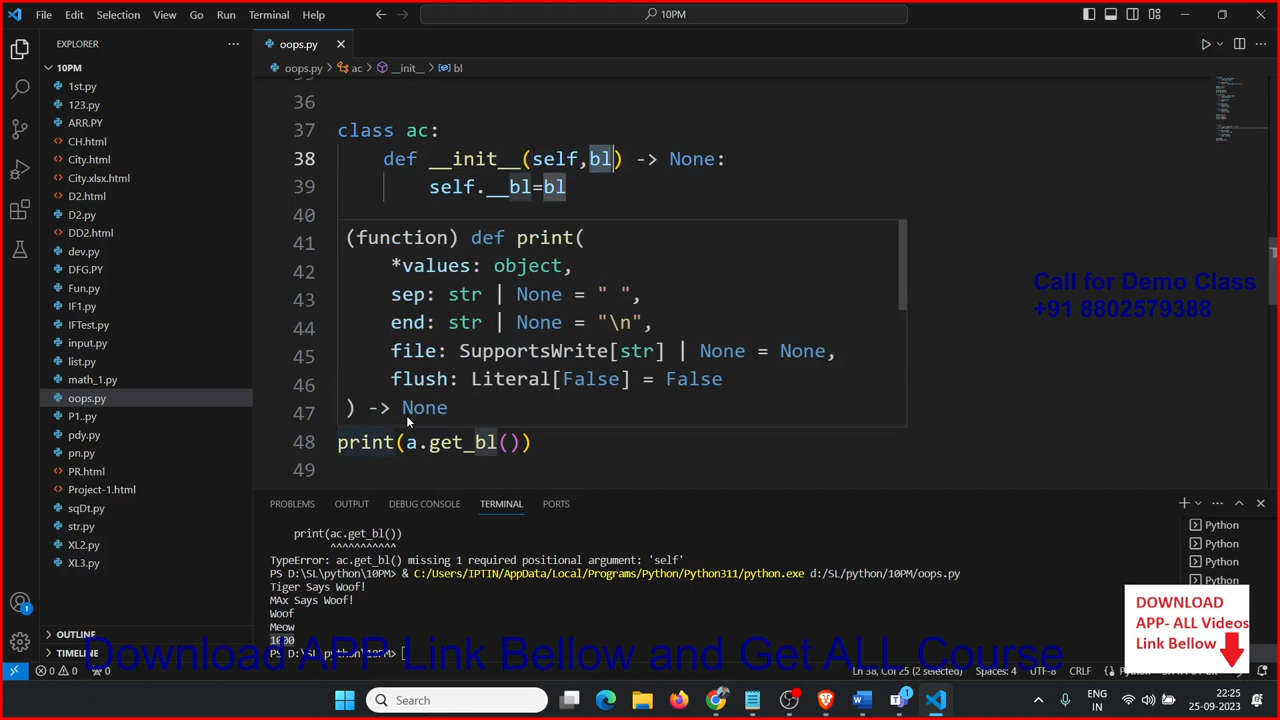 File Edit Selection View Go Run Terminal Help
10PM
EXPLORER
oops.py
10PM
oops.py > ac > __init__ > bl
1st.py
123.py
ARR.PY
CH.html
City.html
City.xlsx.html
D2.html
D2.py
DD2.html
dev.py
DFG.PY
Fun.py
IF1.py
IFTest.py
input.py
list.py
math_1.py
oops.py
P1..py
pdy.py
pn.py
PR.html
Project-1.html
sqDt.py
str.py
XL2.py
XL3.py
OUTLINE
TIMELINE
36
37 class ac:
38 def __init__(self,bl) -> None:
39 self.__bl=bl
40
41 (function) def print(
42 *values: object,
43 sep: str | None = " ",
44 end: str | None = "\n",
45 file: SupportsWrite[str] | None = None,
46 flush: Literal[False] = False
47 ) -> None
48 print(a.get_bl())
49
Call for Demo Class
+91 8802579388
PROBLEMS OUTPUT DEBUG CONSOLE TERMINAL PORTS
print(ac.get_bl())
^^^^^^^^^^^
TypeError: ac.get_bl() missing 1 required positional argument: 'self'
PS D:\SL\python\10PM> & C:/Users/IPTIN/AppData/Local/Programs/Python/Python311/python.exe d:/SL/python/10PM/oops.py
Tiger Says Woof!
MAx Says Woof!
Woof
Meow
1000
PS D:\SL\python\10PM>
Python
Python
Python
Python
DOWNLOAD
APP- ALL Videos
Link Bellow
Download APP Link Bellow and Get ALL Course
0 0 0
Ln 38, Col 25 (2 selected) Spaces: 4 UTF-8 CRLF Python
Search
ENG
IN
22:25
25-09-2023